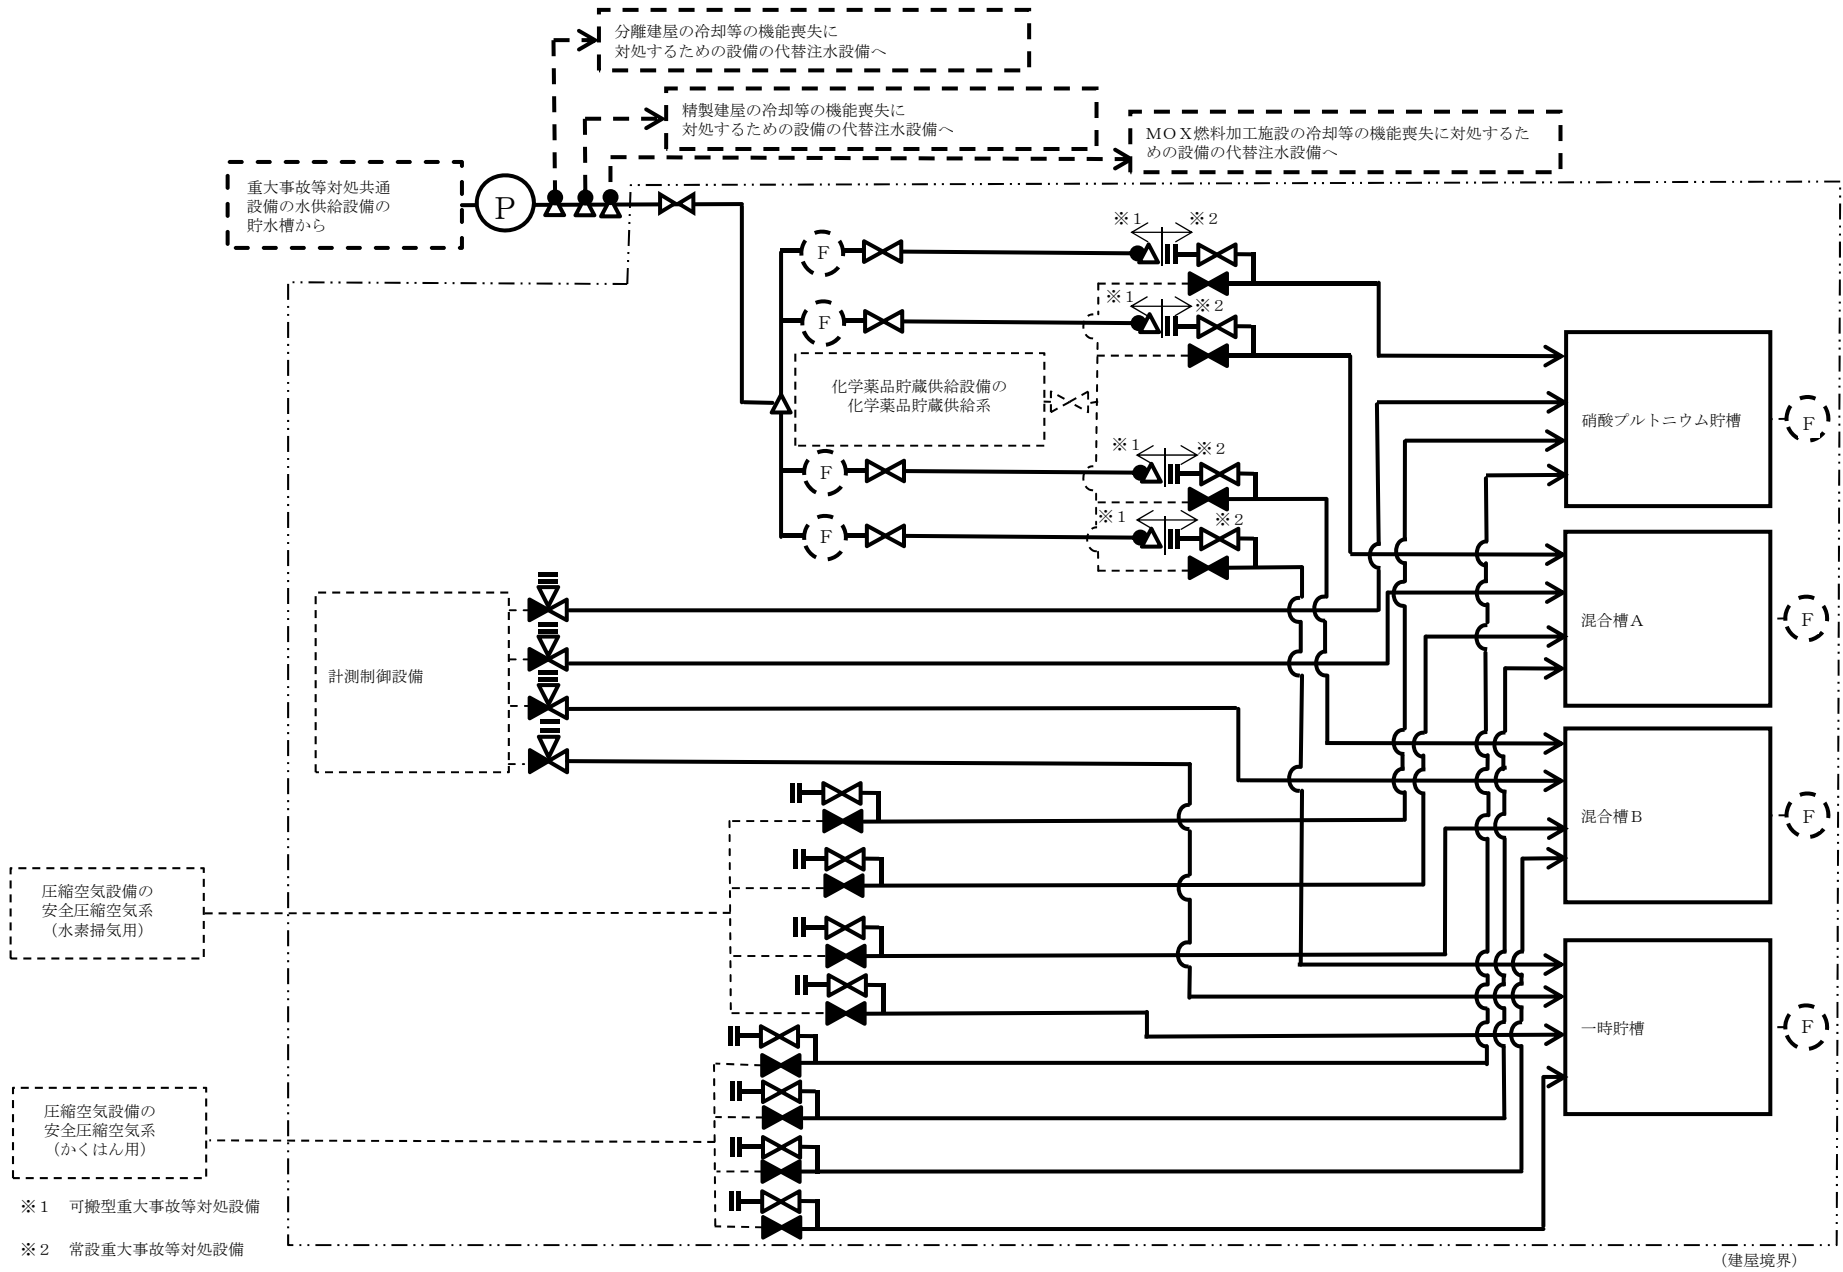 分離建屋の冷却等の機能喪失に
対処するための設備の代替注水設備へ
精製建屋の冷却等の機能喪失に
対処するための設備の代替注水設備へ
ＭＯＸ燃料加工施設の冷却等の機能喪失に対処するた
めの設備の代替注水設備へ
重大事故等対処共通
設備の水供給設備の
貯水槽から
P
※１
※２
F
※１
※２
F
化学薬品貯蔵供給設備の
化学薬品貯蔵供給系
硝酸プルトニウム貯槽
F
※１
※２
F
※１
※２
F
混合槽Ａ
F
計測制御設備
混合槽Ｂ
F
圧縮空気設備の
安全圧縮空気系
（水素掃気用）
一時貯槽
F
圧縮空気設備の
安全圧縮空気系
（かくはん用）
※１　可搬型重大事故等対処設備
※２　常設重大事故等対処設備
（建屋境界）